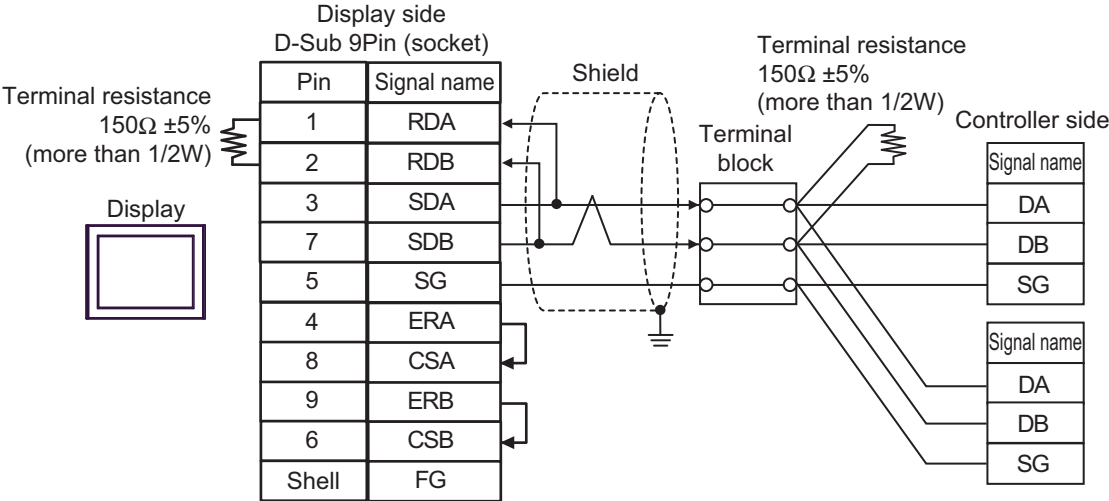 Display side
D-Sub 9Pin (socket)
Terminal resistance
150Ω ±5%
(more than 1/2W)
Display
Pin Signal name
1 RDA
2 RDB
3 SDA
7 SDB
5 SG
4 ERA
8 CSA
9 ERB
6 CSB
Shell FG
Shield
Terminal
block
Terminal resistance
150Ω ±5%
(more than 1/2W)
Controller side
Signal name
DA
DB
SG
Signal name
DA
DB
SG